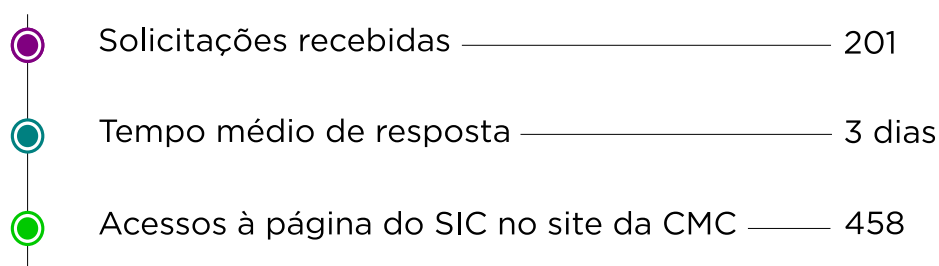 Solicitações recebidas 201
Tempo médio de resposta 3 dias
Acessos à página do SIC no site da CMC 458